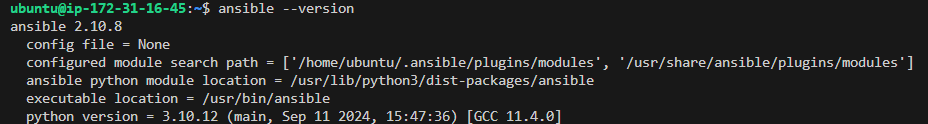 ubuntu@ip-172-31-16-45:~$ ansible --version
ansible 2.10.8
  config file = None
  configured module search path = ['/home/ubuntu/.ansible/plugins/modules', '/usr/share/ansible/plugins/modules']
  ansible python module location = /usr/lib/python3/dist-packages/ansible
  executable location = /usr/bin/ansible
  python version = 3.10.12 (main, Sep 11 2024, 15:47:36) [GCC 11.4.0]